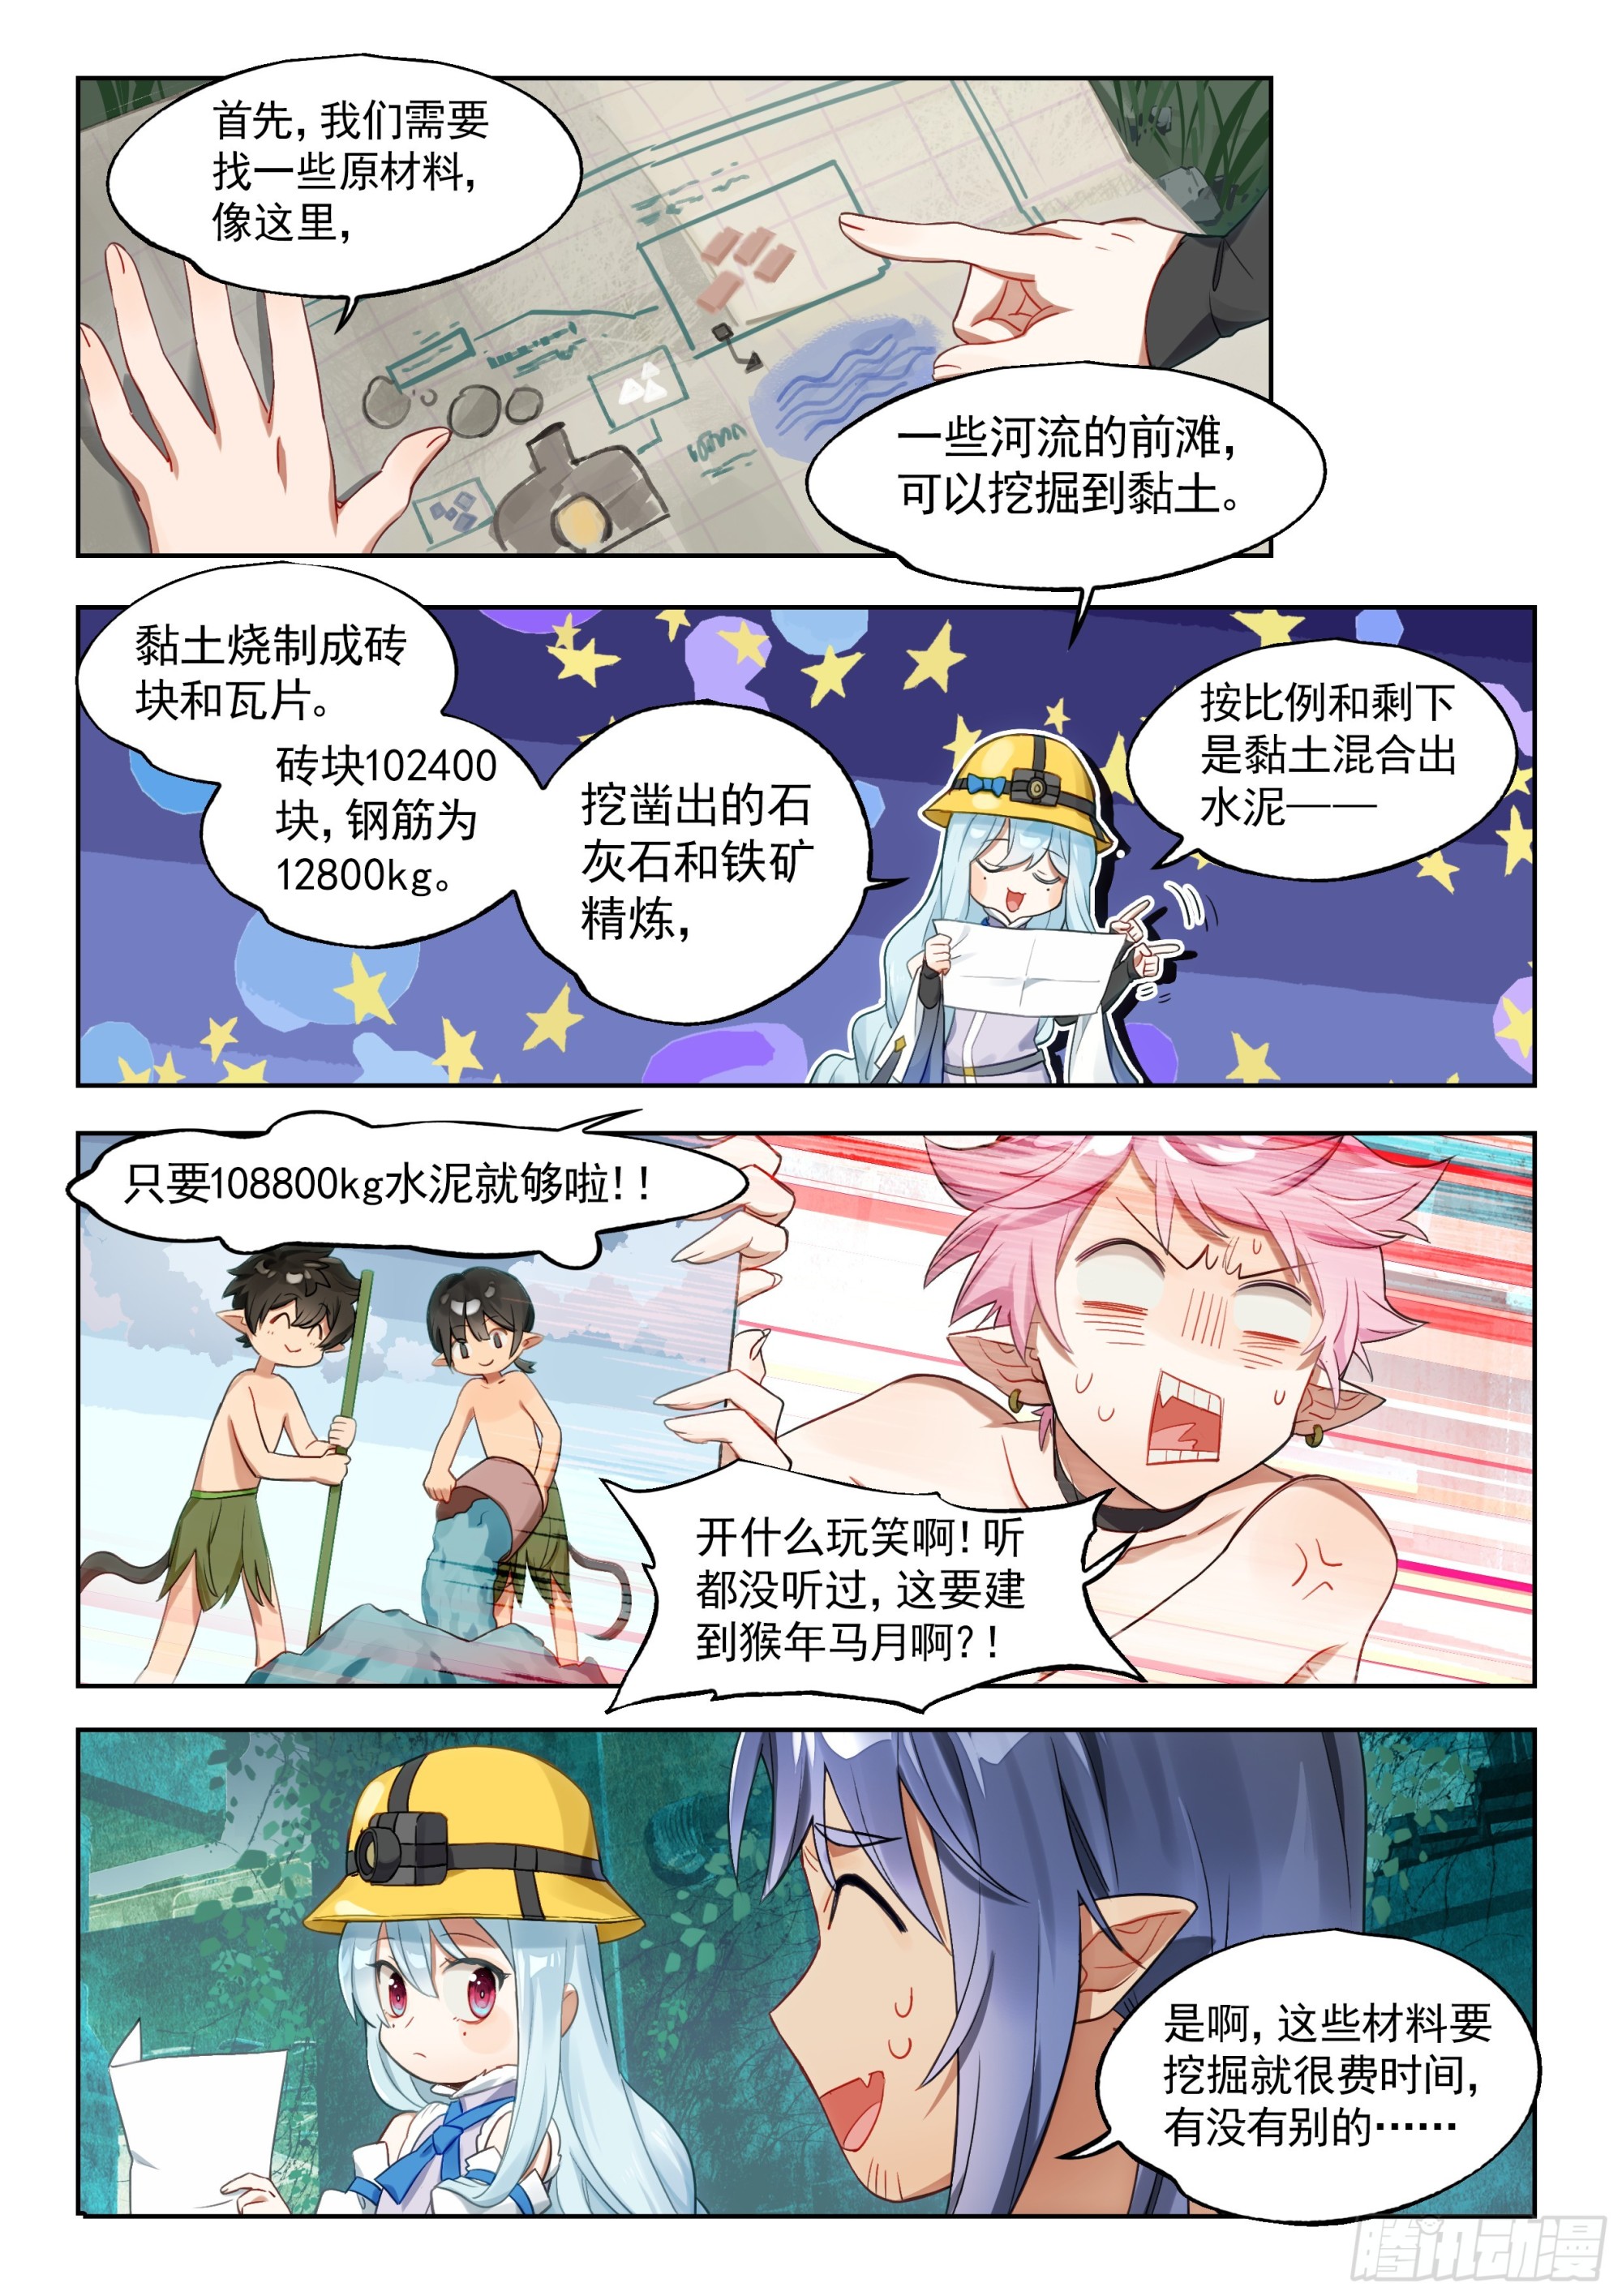 首先，我们需要
找一些原材料，
像这里，
一些河流的前滩，
可以挖掘到黏土。
黏土烧制成砖
块和瓦片。
砖块102400
块，钢筋为
12800kg。
挖凿出的石
灰石和铁矿
精炼，
按比例和剩下
是黏土混合出
水泥——
只要108800kg水泥就够啦！！
开什么玩笑啊！听
都没听过，这要建
到猴年马月啊？！
是啊，这些材料要
挖掘就很费时间，
有没有别的……
腾讯动漫